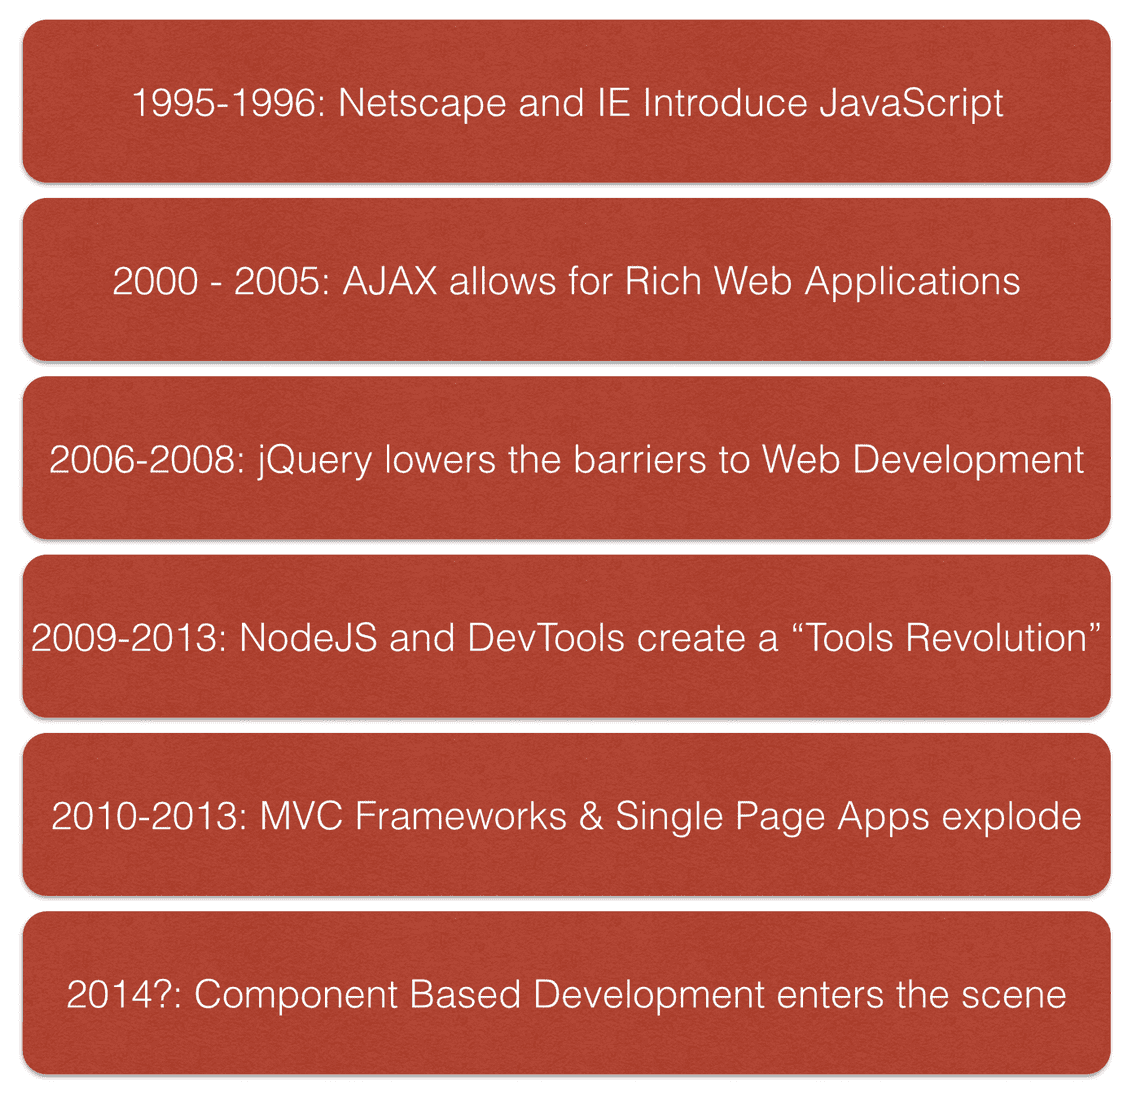 1995-1996: Netscape and IE Introduce JavaScript
2000 - 2005: AJAX allows for Rich Web Applications
2006-2008: jQuery lowers the barriers to Web Development
2009-2013: NodeJS and DevTools create a “Tools Revolution”
2010-2013: MVC Frameworks & Single Page Apps explode
2014?: Component Based Development enters the scene